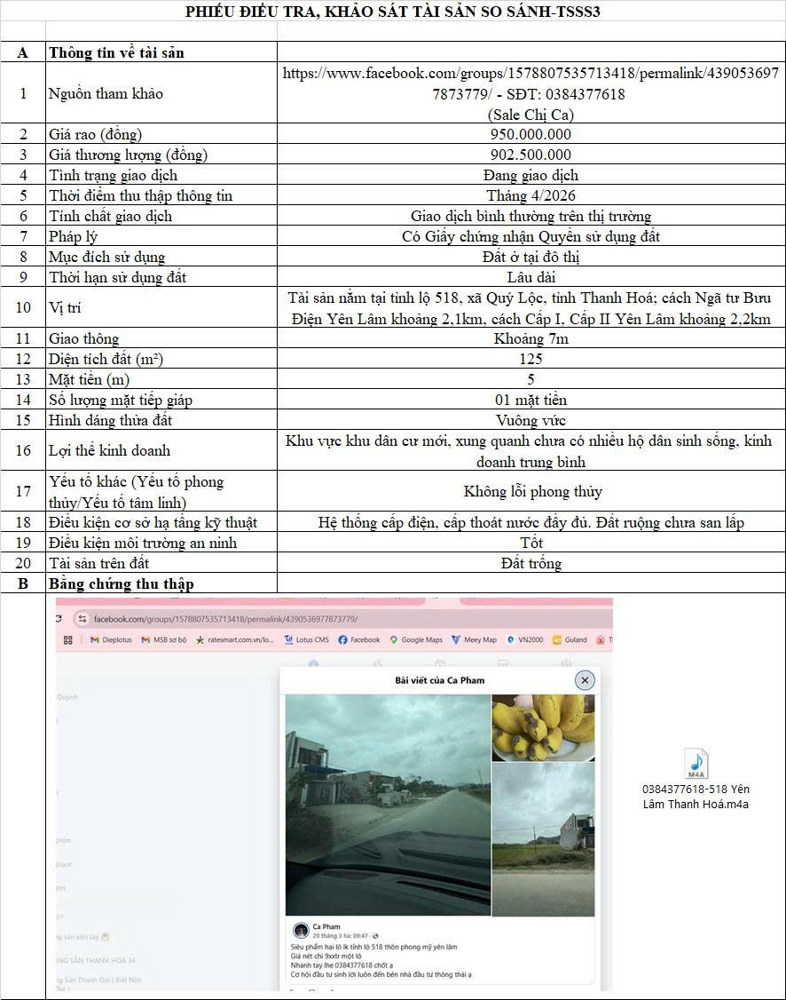 PHIẾU ĐIỀU TRA, KHẢO SÁT TÀI SẢN SO SÁNH-TSSS3
A Thông tin về tài sản
1 Nguồn tham khảo https://www.facebook.com/groups/1578807535713418/permalink/439053697
7873779/ - SĐT: 0384377618
(Sale Chị Ca)
2 Giá rao (đồng) 950.000.000
3 Giá thương lượng (đồng) 902.500.000
4 Tình trạng giao dịch Đang giao dịch
5 Thời điểm thu thập thông tin Tháng 4/2026
6 Tính chất giao dịch Giao dịch bình thường trên thị trường
7 Pháp lý Có Giấy chứng nhận Quyền sử dụng đất
8 Mục đích sử dụng Đất ở tại đô thị
9 Thời hạn sử dụng đất Lâu dài
10 Vị trí Tài sản nằm tại tỉnh lộ 518, xã Quý Lộc, tỉnh Thanh Hoá; cách Ngã tư Bưu
Điện Yên Lâm khoảng 2,1km, cách Cấp I, Cấp II Yên Lâm khoảng 2,2km
11 Giao thông Khoảng 7m
12 Diện tích đất (m²) 125
13 Mặt tiền (m) 5
14 Số lượng mặt tiếp giáp 01 mặt tiền
15 Hình dáng thửa đất Vuông vức
16 Lợi thế kinh doanh Khu vực khu dân cư mới, xung quanh chưa có nhiều hộ dân sinh sống, kinh
doanh trung bình
17 Yếu tố khác (Yếu tố phong
thủy/Yếu tố tâm linh) Không lỗi phong thủy
18 Điều kiện cơ sở hạ tầng kỹ thuật Hệ thống cấp điện, cấp thoát nước đầy đủ. Đất ruộng chưa san lấp
19 Điều kiện môi trường an ninh Tốt
20 Tài sản trên đất Đất trống
B Bằng chứng thu thập
facebook.com/groups/1578807535713418/permalink/4390536977873779/
Dieplotus MSB sơ bộ ratesmart.com.vn/lo... Lotus CMS Facebook Google Maps Meey Map VN2000 Guland
Bài viết của Ca Pham
Quỳnh
phím
place
ng sản sơn tây
ỘNG SẢN THANH HOÁ 36
ng Sản Thanh Oai ( Đất Nền
M4A
0384377618-518 Yên
Lâm Thanh Hoá.m4a
Ca Pham
20 tháng 3 lúc 09:47
Siêu phẩm hai lô lk tỉnh lộ 518 thôn phong mỹ yên lâm
Giá nét chỉ 9xxtr một lô
Nhanh tay lhe 0384377618 chốt ạ
Cơ hội đầu tư sinh lời luôn đến bên nhà đầu tư thông thái ạ